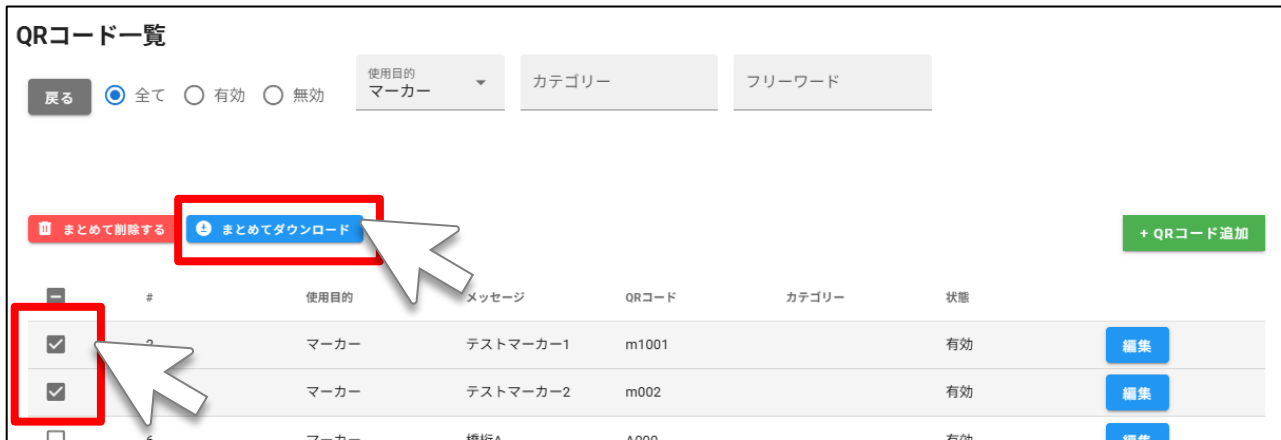 QRコード一覧
戻る 全て 有効 無効 使用目的 マーカー カテゴリー フリーワード
まとめて削除する まとめてダウンロード + QRコード追加
# 使用目的 メッセージ QRコード カテゴリー 状態
マーカー テストマーカー1 m1001 有効 編集
マーカー テストマーカー2 m002 有効 編集
マーカー 有効 編集